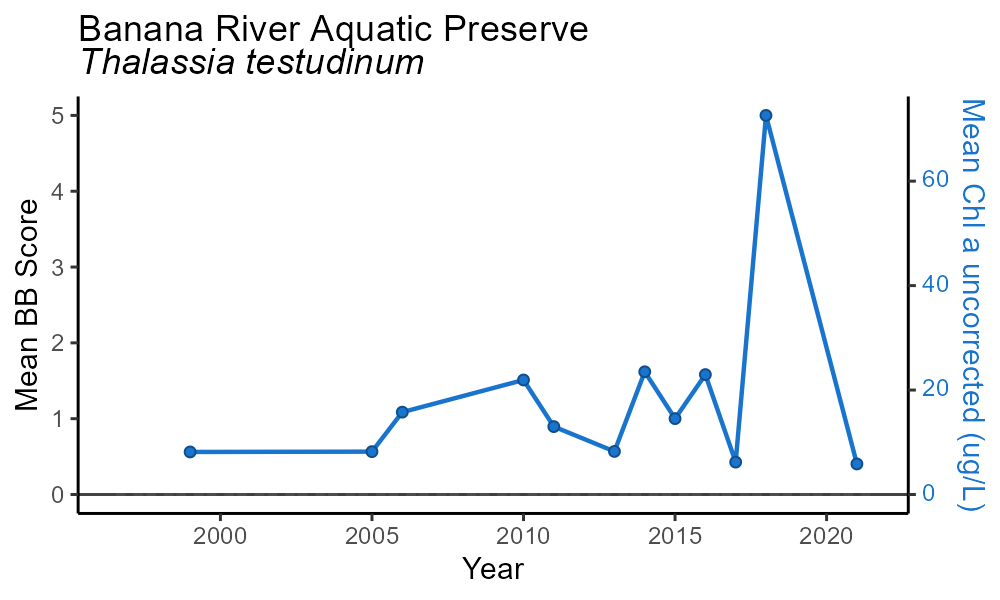 Banana River Aquatic Preserve
Thalassia testudinum
5
4
3
2
1
0
Mean BB Score
60
40
20
0
Mean Chl a uncorrected (ug/L)
2000 2005 2010 2015 2020
Year